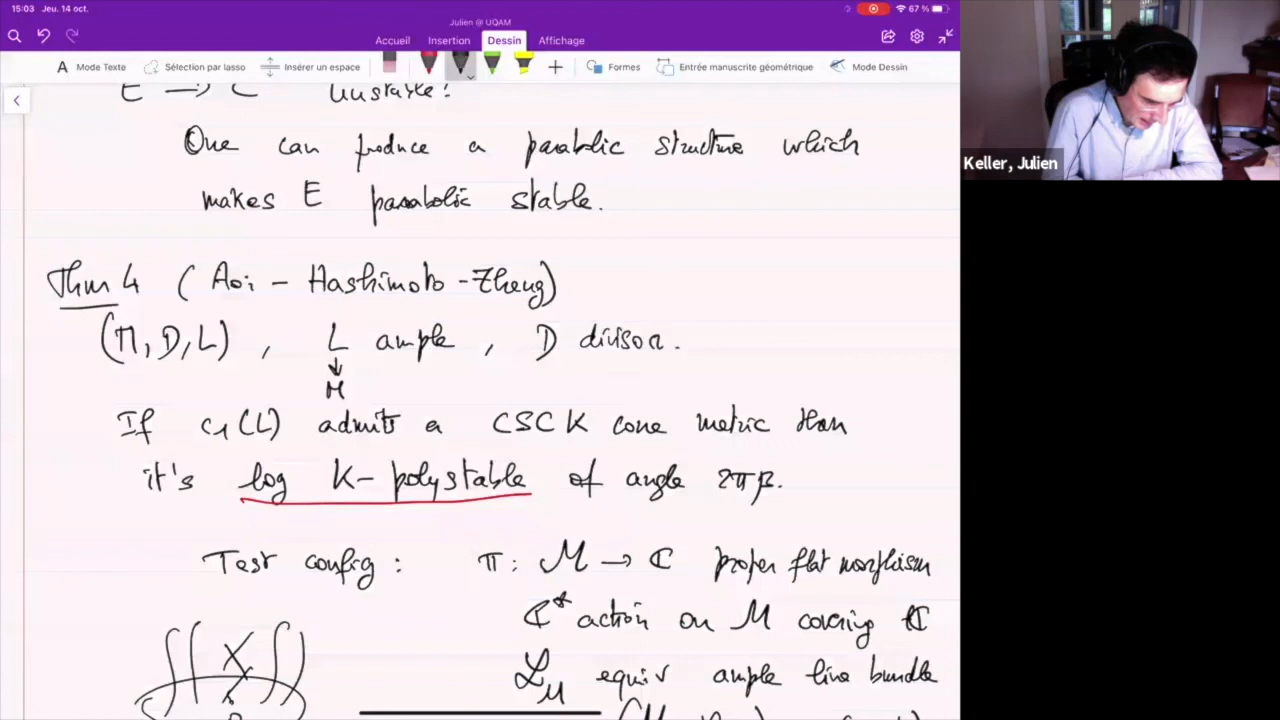 15:03 Jeu. 14 oct.
67 %
Julien @ UQAM
Accueil Insertion Dessin Affichage
A Mode Texte Sélection par lasso Insérer un espace Formes Entrée manuscrite géométrique Mode Dessin
Keller, Julien
E → C Unstable!
One can produce a parabolic structure which
makes E parabolic stable.
Thm 4 (Aoi - Hashimoto - Zheng)
(M, D, L), L ample, D divisor.
↓
M
If c1(L) admits a CSCK cone metric then
it's log K-polystable of angle 2πβ.
Test config: π: M → ℂ proper flat morphism
ℂ* action on M covering ℂ
L_M equiv ample line bundle